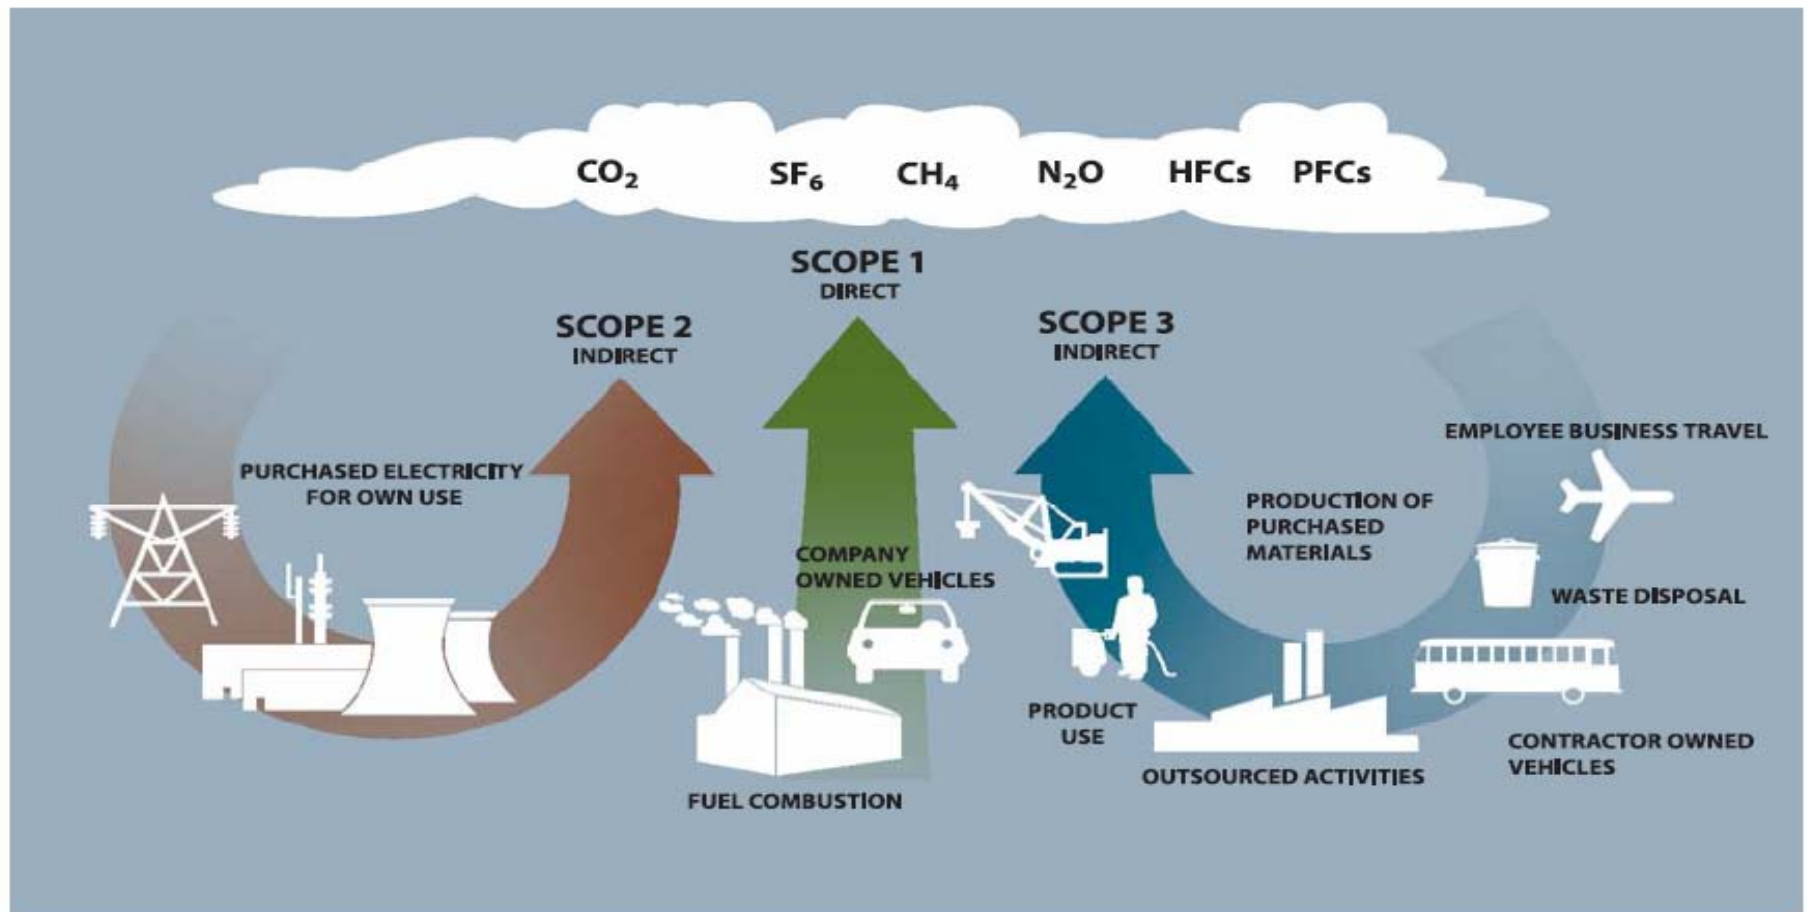 CO₂ SF₆ CH₄ N₂O HFCs PFCs
SCOPE 1
DIRECT
SCOPE 2
INDIRECT
SCOPE 3
INDIRECT
PURCHASED ELECTRICITY
FOR OWN USE
COMPANY
OWNED VEHICLES
FUEL COMBUSTION
EMPLOYEE BUSINESS TRAVEL
PRODUCTION OF
PURCHASED
MATERIALS
WASTE DISPOSAL
PRODUCT
USE
OUTSOURCED ACTIVITIES
CONTRACTOR OWNED
VEHICLES